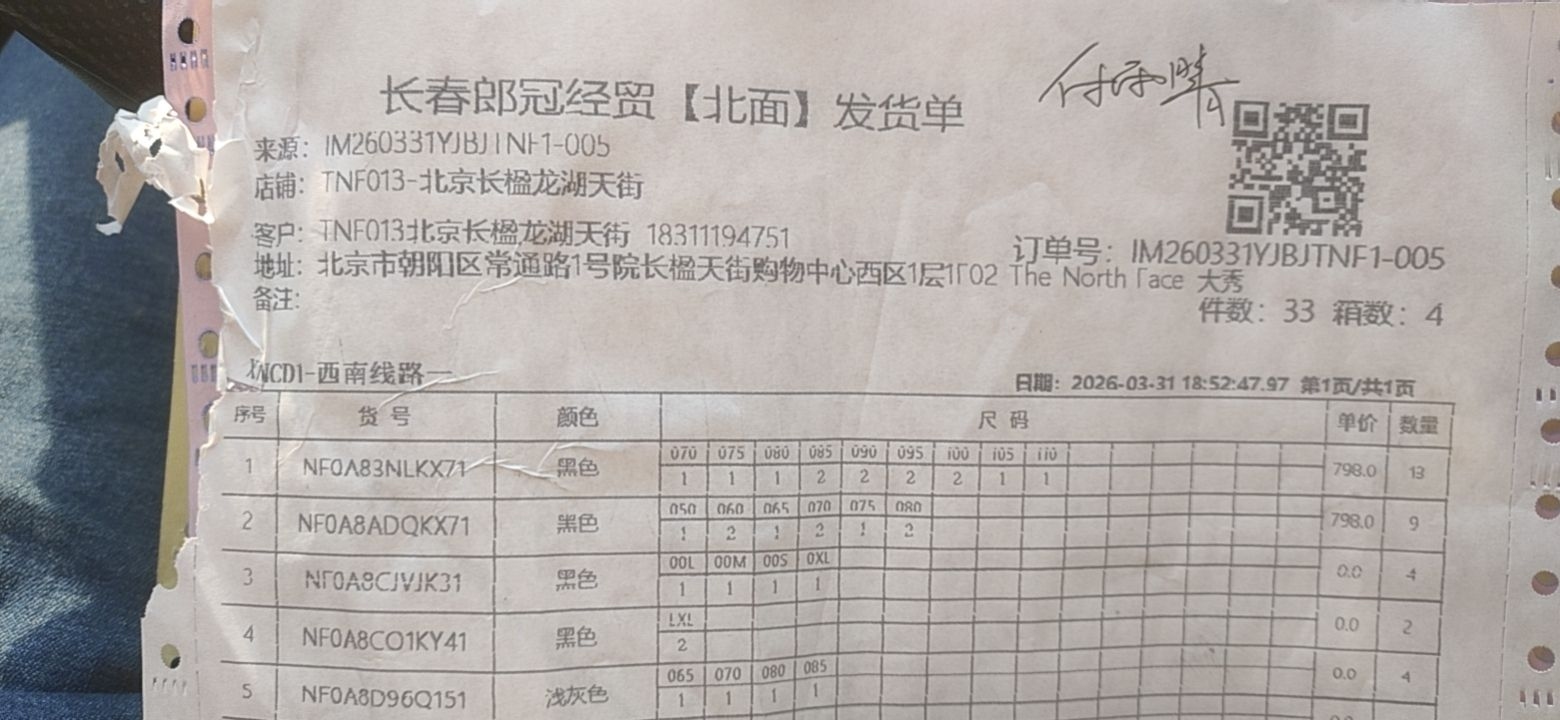 长春郎冠经贸【北面】发货单
来源: IM260331YJBJTNF1-005
店铺: TNF013-北京长楹龙湖天街
客户: TNF013北京长楹龙湖天街 18311194751
订单号: IM260331YJBJTNF1-005
地址: 北京市朝阳区常通路1号院长楹天街购物中心西区1层1F02 The North Face 大秀
备注:
件数: 33 箱数: 4
NCD1-西南线路一
日期: 2026-03-31 18:52:47.97 第1页/共1页
序号 货号 颜色 尺码 单价 数量
070 075 080 085 090 095 100 105 110
1 NF0A83NLKX71 黑色 1 1 1 2 2 2 2 1 1 798.0 13
050 060 065 070 075 080
2 NF0A8ADQKX71 黑色 1 2 1 2 1 2 798.0 9
00L 00M 00S 0XL
3 NF0A8CJVJK31 黑色 1 1 1 1 0.0 4
LXL
4 NF0A8CO1KY41 黑色 2 0.0 2
065 070 080 085
5 NF0A8D96Q151 浅灰色 1 1 1 1 0.0 4